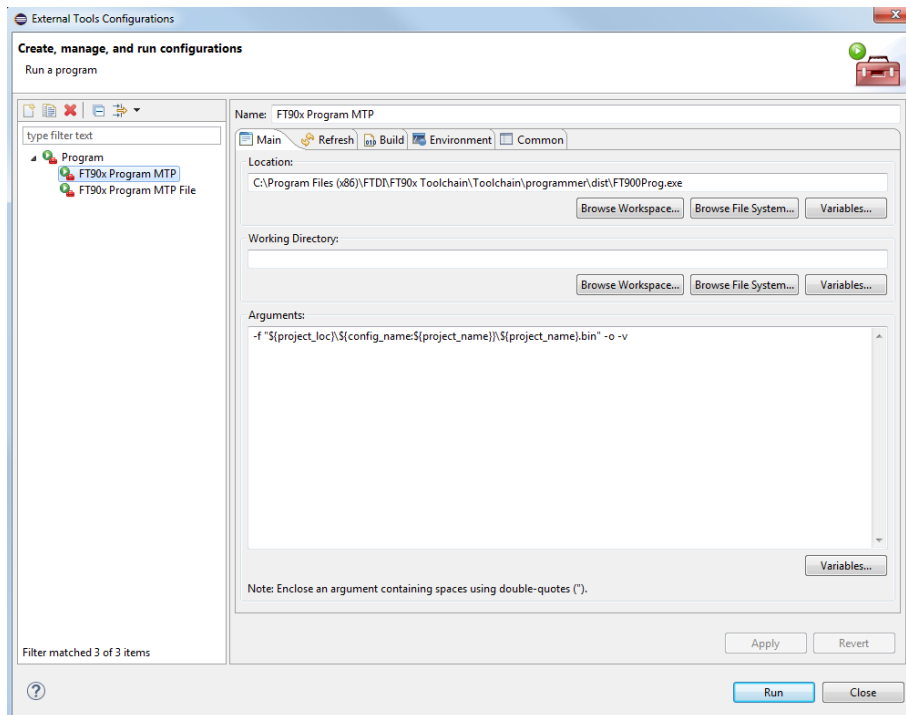 External Tools Configurations
Create, manage, and run configurations
Run a program
type filter text
Program
FT90x Program MTP
FT90x Program MTP File
Filter matched 3 of 3 items
Name: FT90x Program MTP
Main Refresh Build Environment Common
Location:
C:\Program Files (x86)\FTDI\FT90x Toolchain\Toolchain\programmer\dist\FT900Prog.exe
Browse Workspace... Browse File System... Variables...
Working Directory:
Browse Workspace... Browse File System... Variables...
Arguments:
-f "${project_loc}\${config_name:${project_name}}\${project_name}.bin" -o -v
Variables...
Note: Enclose an argument containing spaces using double-quotes (").
Apply Revert
Run Close